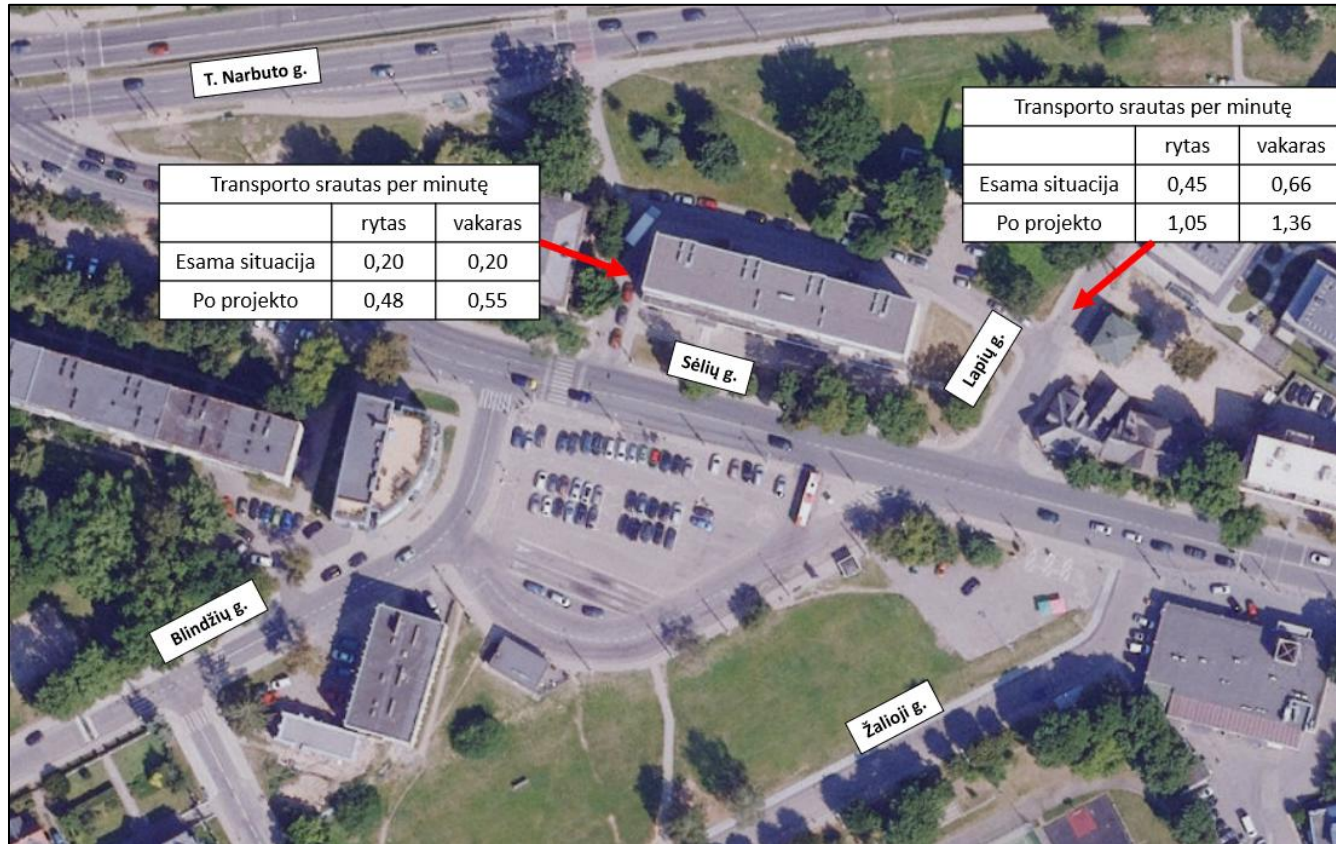 T. Narbuto g.
Transporto srautas per minutę
rytas vakaras
Esama situacija 0,45 0,66
Po projekto 1,05 1,36
Transporto srautas per minutę
rytas vakaras
Esama situacija 0,20 0,20
Po projekto 0,48 0,55
Sėlių g.
Lapių g.
Blindžių g.
Žalioji g.